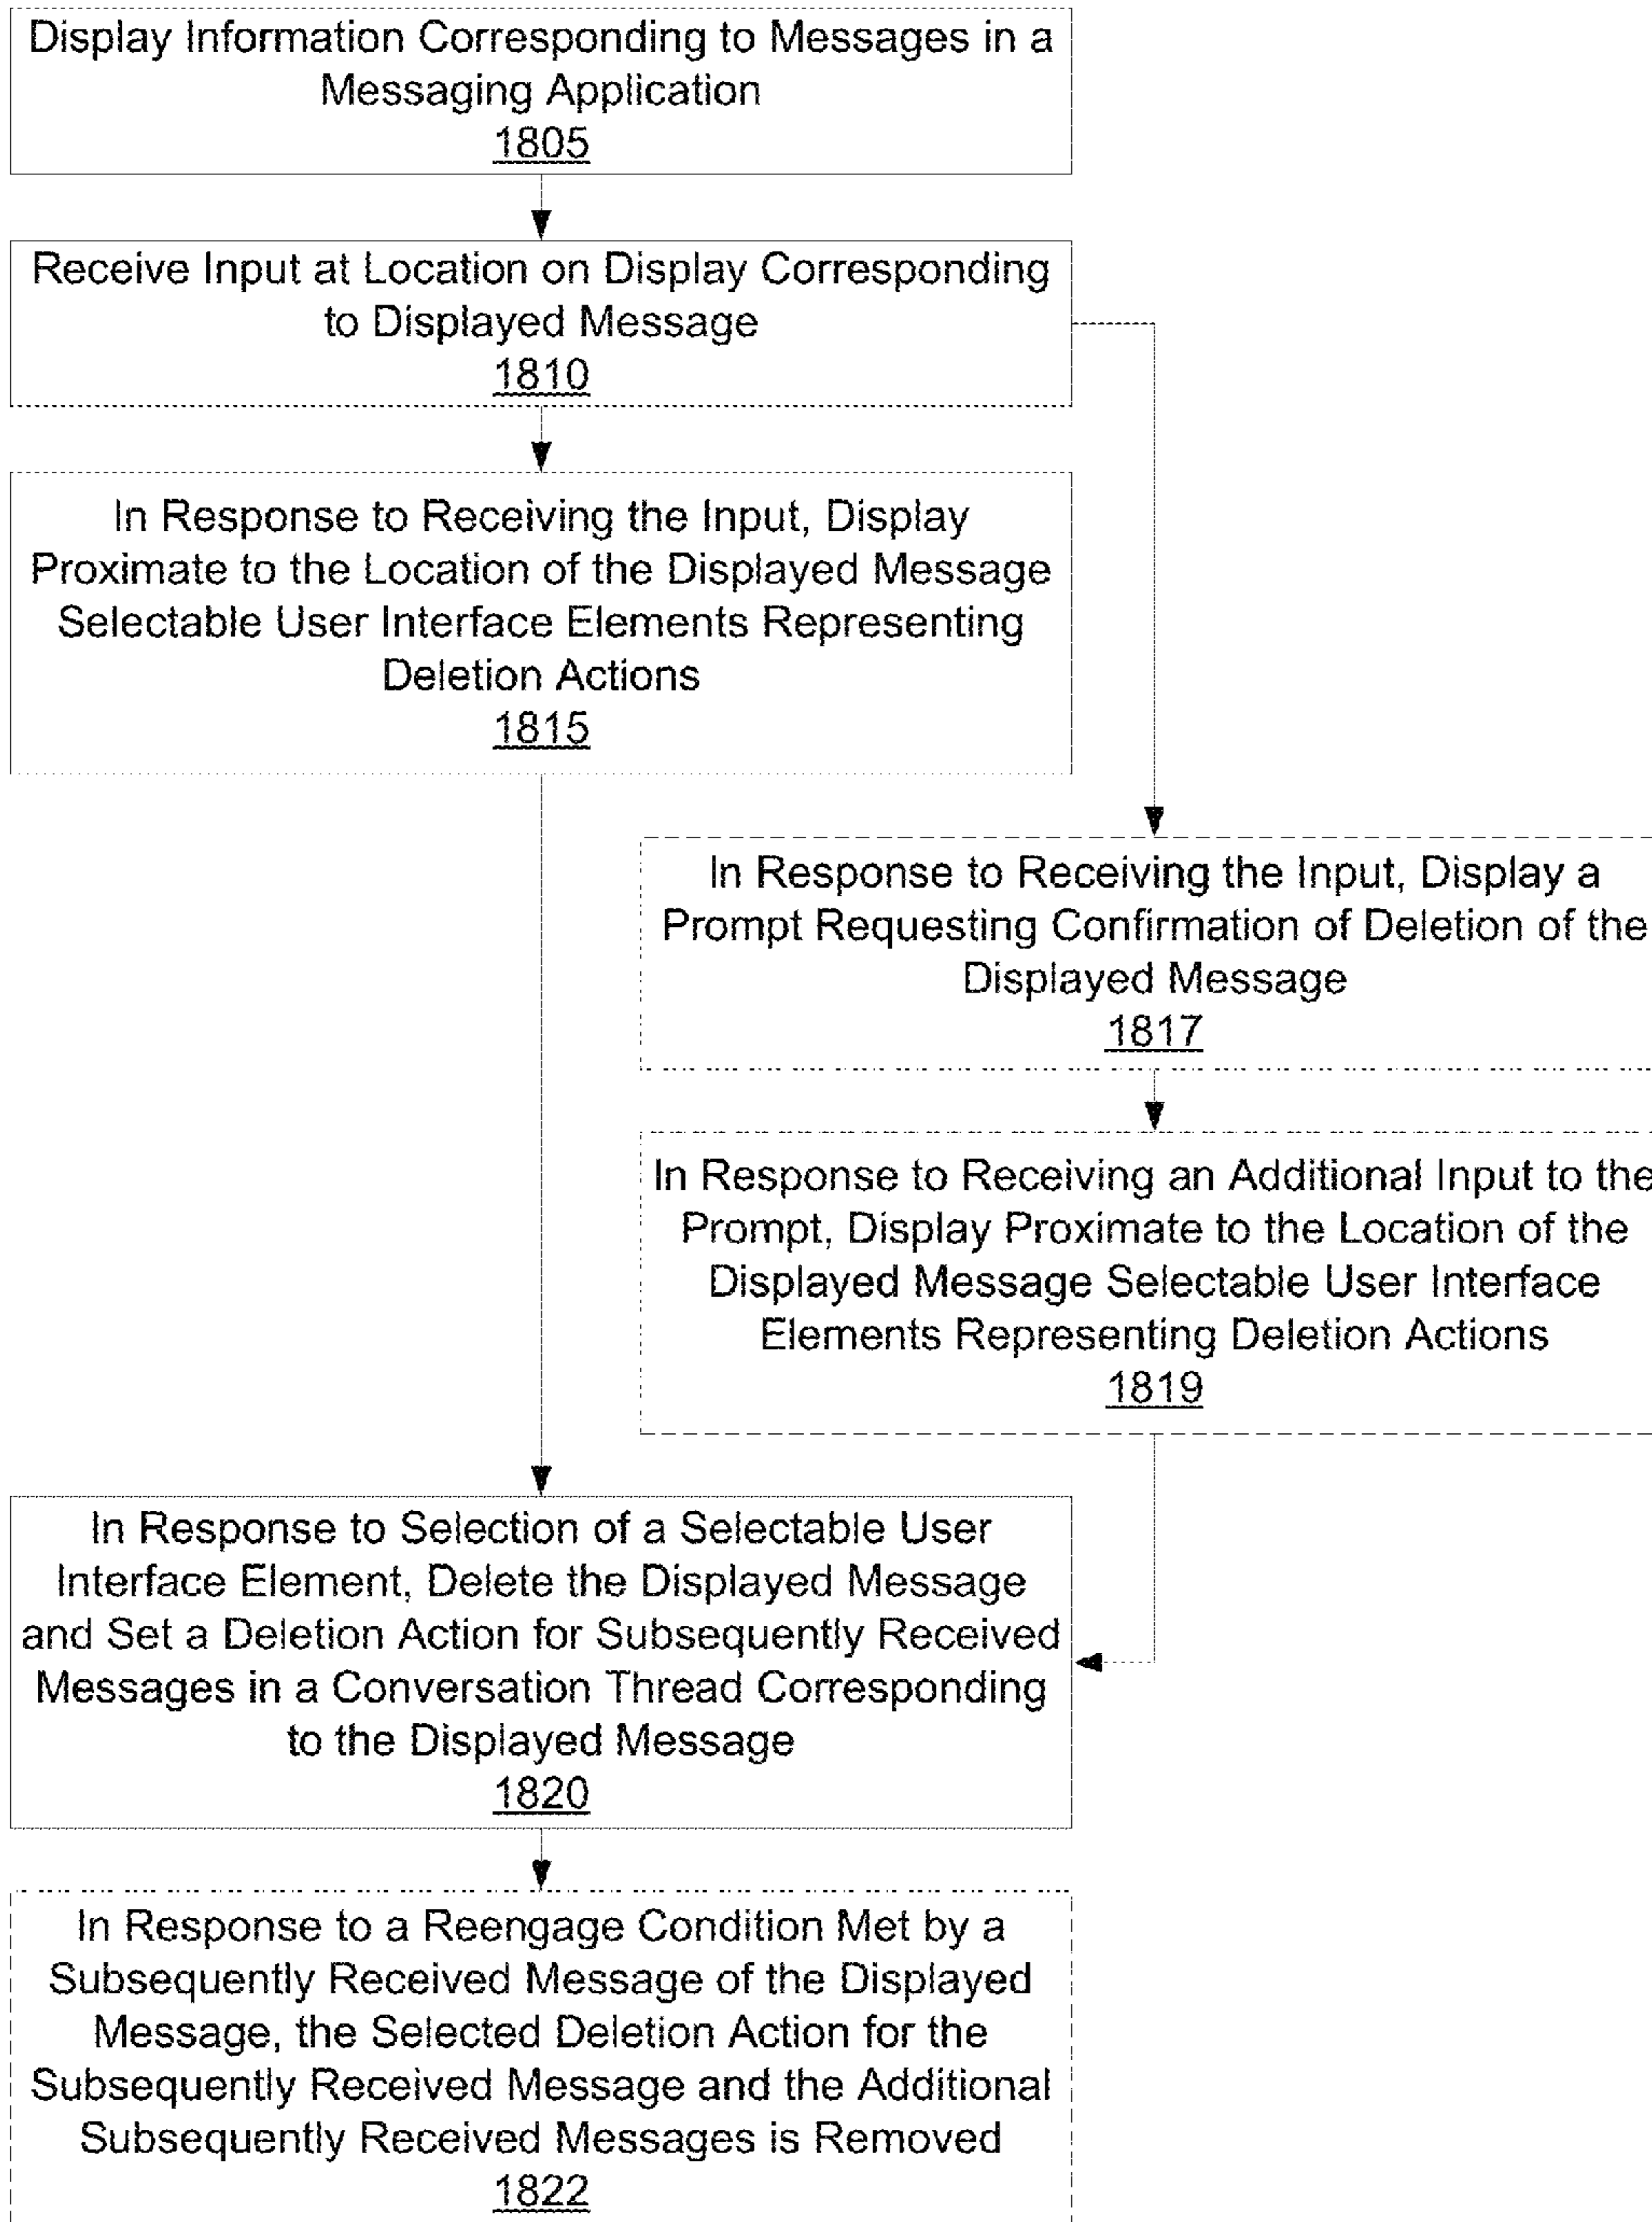 Display Information Corresponding to Messages in a
Messaging Application
1805
Receive Input at Location on Display Corresponding
to Displayed Message
1810
In Response to Receiving the Input, Display
Proximate to the Location of the Displayed Message
Selectable User Interface Elements Representing
Deletion Actions
1815
In Response to Receiving the Input, Display a
Prompt Requesting Confirmation of Deletion of the
Displayed Message
1817
In Response to Receiving an Additional Input to the
Prompt, Display Proximate to the Location of the
Displayed Message Selectable User Interface
Elements Representing Deletion Actions
1819
In Response to Selection of a Selectable User
Interface Element, Delete the Displayed Message
and Set a Deletion Action for Subsequently Received
Messages in a Conversation Thread Corresponding
to the Displayed Message
1820
In Response to a Reengage Condition Met by a
Subsequently Received Message of the Displayed
Message, the Selected Deletion Action for the
Subsequently Received Message and the Additional
Subsequently Received Messages is Removed
1822